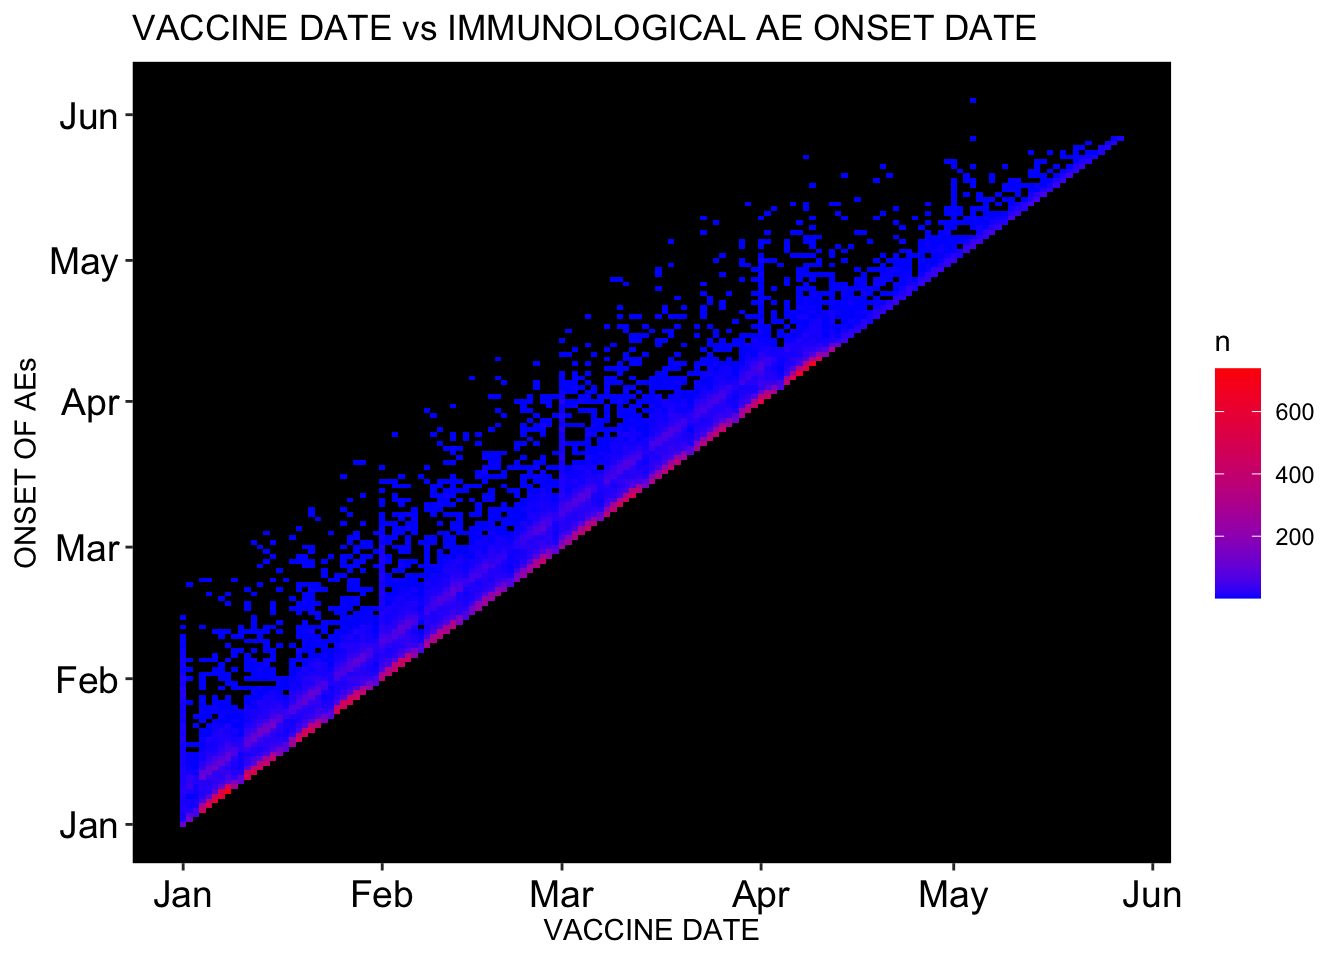 VACCINE DATE vs IMMUNOLOGICAL AE ONSET DATE
Jun
May
Apr
Mar
Feb
Jan
ONSET OF AEs
Jan Feb Mar Apr May Jun
VACCINE DATE
n
600
400
200